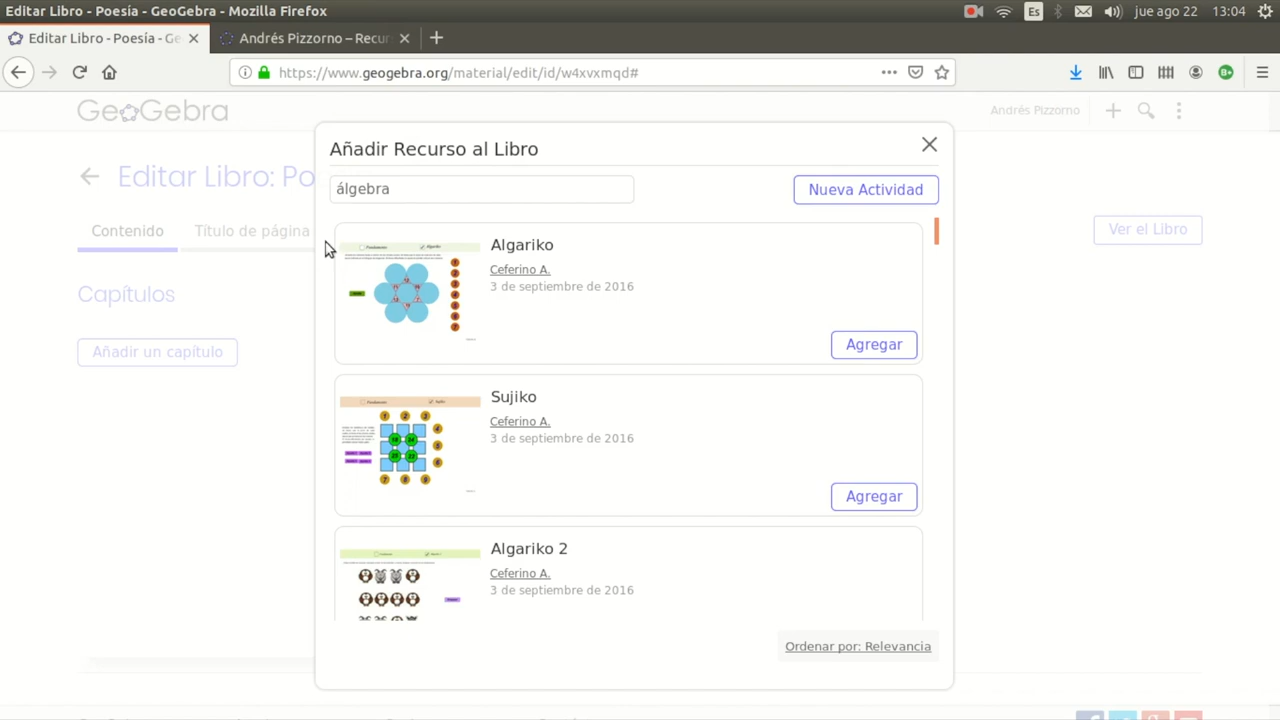 Editar Libro - Poesía - GeoGebra - Mozilla Firefox
Es
jue ago 22
13:04
Editar Libro - Poesía - Ge
Andrés Pizzorno – Recur
https://www.geogebra.org/material/edit/id/w4xvxmqd#
GeoGebra
Andrés Pizzorno
Editar Libro: Po
Añadir Recurso al Libro
álgebra
Nueva Actividad
Contenido
Título de página
Ver el Libro
Capítulos
Añadir un capítulo
Algariko
Ceferino A.
3 de septiembre de 2016
Agregar
Sujiko
Ceferino A.
3 de septiembre de 2016
Agregar
Algariko 2
Ceferino A.
3 de septiembre de 2016
Ordenar por: Relevancia